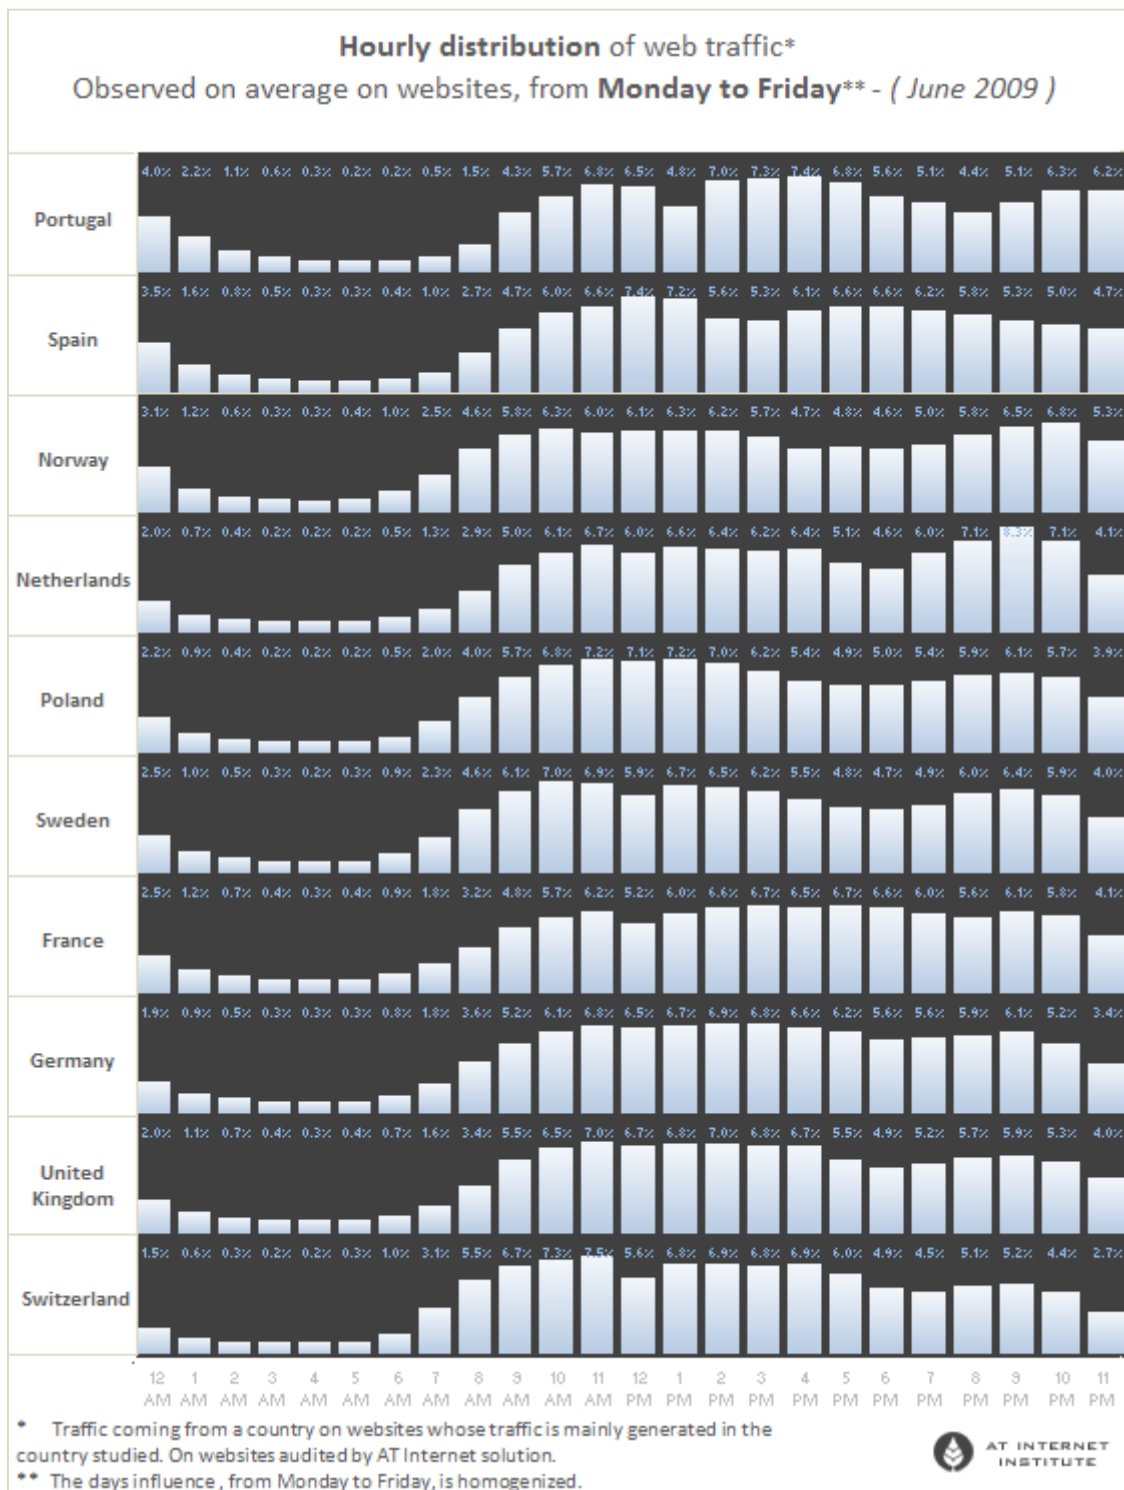 Hourly distribution of web traffic*
Observed on average on websites, from Monday to Friday** - ( June 2009 )
4.0% 2.2% 1.1% 0.6% 0.3% 0.2% 0.2% 0.5% 1.5% 4.3% 5.7% 6.8% 6.5% 4.8% 7.0% 7.3% 7.4% 6.8% 5.6% 5.1% 4.4% 5.1% 6.3% 6.2%
Portugal
3.5% 1.6% 0.8% 0.5% 0.3% 0.3% 0.4% 1.0% 2.7% 4.7% 6.0% 6.6% 7.4% 7.2% 5.6% 5.3% 6.1% 6.6% 6.6% 6.2% 5.8% 5.3% 5.0% 4.7%
Spain
3.1% 1.2% 0.6% 0.3% 0.3% 0.4% 1.0% 2.5% 4.6% 5.8% 6.3% 6.0% 6.1% 6.3% 6.2% 5.7% 4.7% 4.8% 4.6% 5.0% 5.8% 6.5% 6.8% 5.3%
Norway
2.0% 0.7% 0.4% 0.2% 0.2% 0.2% 0.5% 1.3% 2.9% 5.0% 6.1% 6.7% 6.0% 6.6% 6.4% 6.2% 6.4% 5.1% 4.6% 6.0% 7.1% 8.3% 7.1% 4.1%
Netherlands
2.2% 0.9% 0.4% 0.2% 0.2% 0.2% 0.5% 2.0% 4.0% 5.7% 6.8% 7.2% 7.1% 7.2% 7.0% 6.2% 5.4% 4.9% 5.0% 5.4% 5.9% 6.1% 5.7% 3.9%
Poland
2.5% 1.0% 0.5% 0.3% 0.2% 0.3% 0.9% 2.3% 4.6% 6.1% 7.0% 6.9% 5.9% 6.7% 6.5% 6.2% 5.5% 4.8% 4.7% 4.9% 6.0% 6.4% 5.9% 4.0%
Sweden
2.5% 1.2% 0.7% 0.4% 0.3% 0.4% 0.9% 1.8% 3.2% 4.8% 5.7% 6.2% 5.2% 6.0% 6.6% 6.7% 6.5% 6.7% 6.6% 6.0% 5.6% 6.1% 5.8% 4.1%
France
1.9% 0.9% 0.5% 0.3% 0.3% 0.3% 0.8% 1.8% 3.6% 5.2% 6.1% 6.8% 6.5% 6.7% 6.9% 6.8% 6.6% 6.2% 5.6% 5.6% 5.9% 6.1% 5.2% 3.4%
Germany
2.0% 1.1% 0.7% 0.4% 0.3% 0.4% 0.7% 1.6% 3.4% 5.5% 6.5% 7.0% 6.7% 6.8% 7.0% 6.8% 6.7% 5.5% 4.9% 5.2% 5.7% 5.9% 5.3% 4.0%
United
Kingdom
1.5% 0.6% 0.3% 0.2% 0.2% 0.3% 1.0% 3.1% 5.5% 6.7% 7.3% 7.5% 5.6% 6.8% 6.9% 6.8% 6.9% 6.0% 4.9% 4.5% 5.1% 5.2% 4.4% 2.7%
Switzerland
12 1 2 3 4 5 6 7 8 9 10 11 12 1 2 3 4 5 6 7 8 9 10 11
AM AM AM AM AM AM AM AM AM AM AM AM PM PM PM PM PM PM PM PM PM PM PM PM
* Traffic coming from a country on websites whose traffic is mainly generated in the
country studied. On websites audited by AT Internet solution.
** The days influence , from Monday to Friday, is homogenized.
AT INTERNET
INSTITUTE